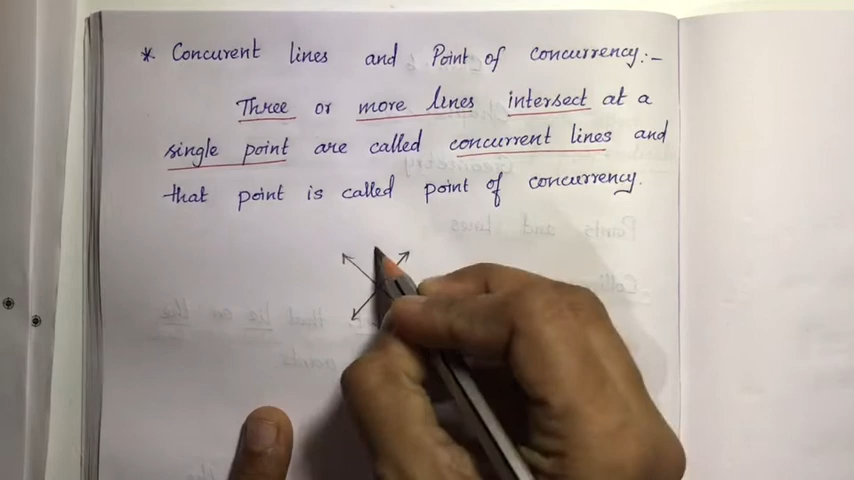 * Concurent lines and Point of concurrency:-
Three or more lines intersect at a
single point are called concurrent lines and
that point is called point of concurrency.